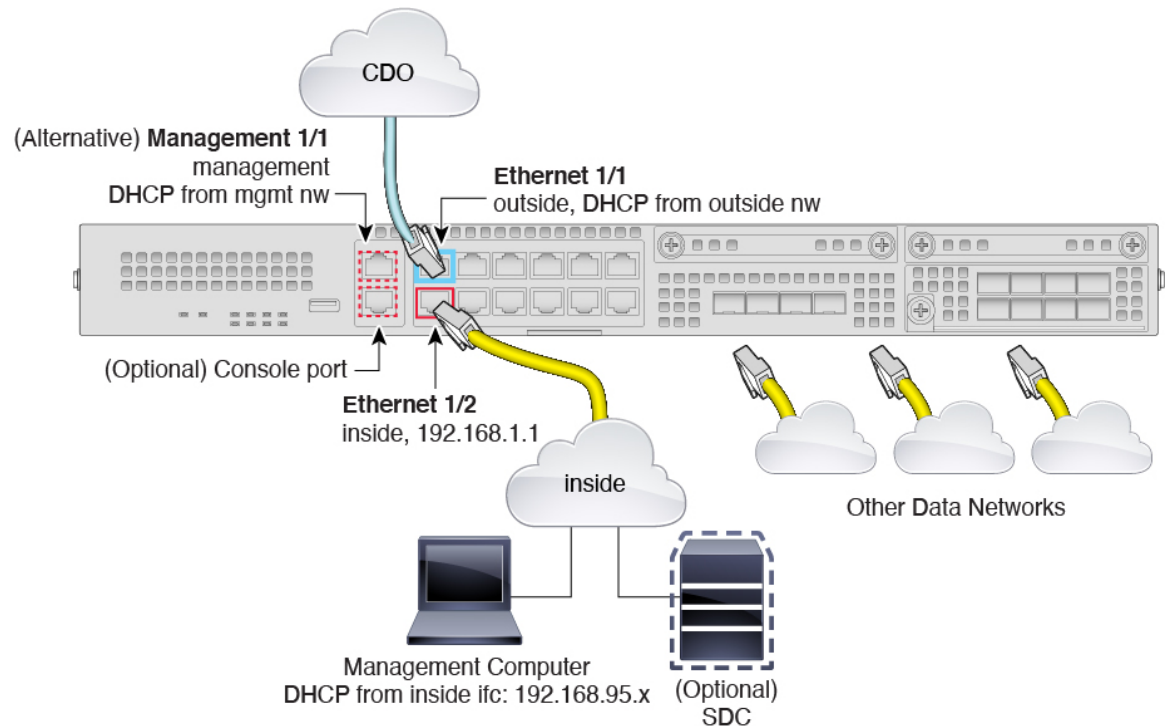 CDO
(Alternative) Management 1/1
management
DHCP from mgmt nw
Ethernet 1/1
outside, DHCP from outside nw
(Optional) Console port
Ethernet 1/2
inside, 192.168.1.1
inside
Other Data Networks
Management Computer
DHCP from inside ifc: 192.168.95.x
(Optional)
SDC